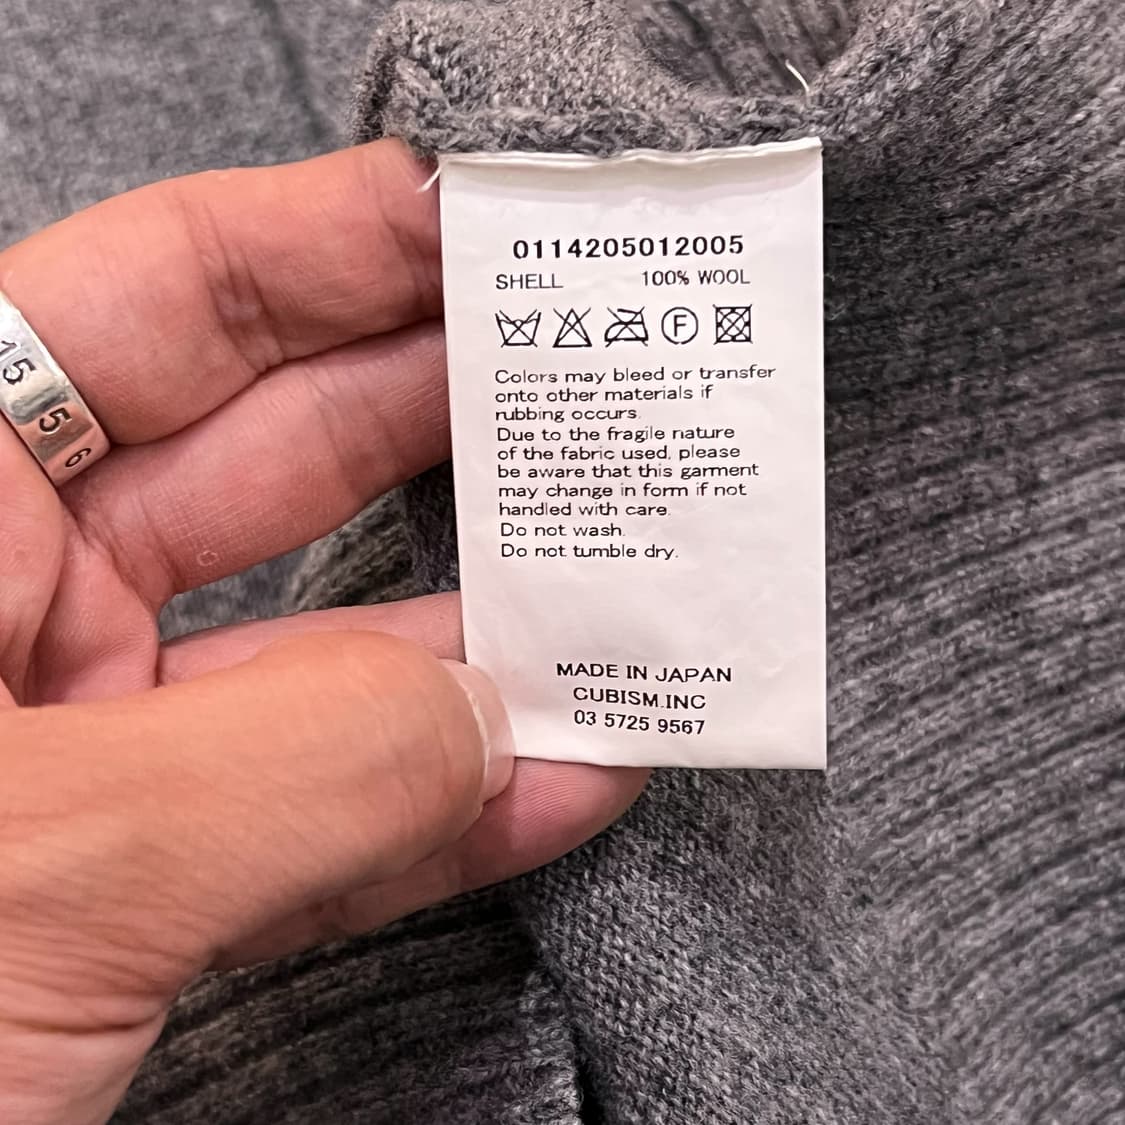 0114205012005
SHELL 100% WOOL
F
Colors may bleed or transfer
onto other materials if
rubbing occurs.
Due to the fragile nature
of the fabric used, please
be aware that this garment
may change in form if not
handled with care.
Do not wash.
Do not tumble dry.
MADE IN JAPAN
CUBISM.INC
03 5725 9567
15
5
6